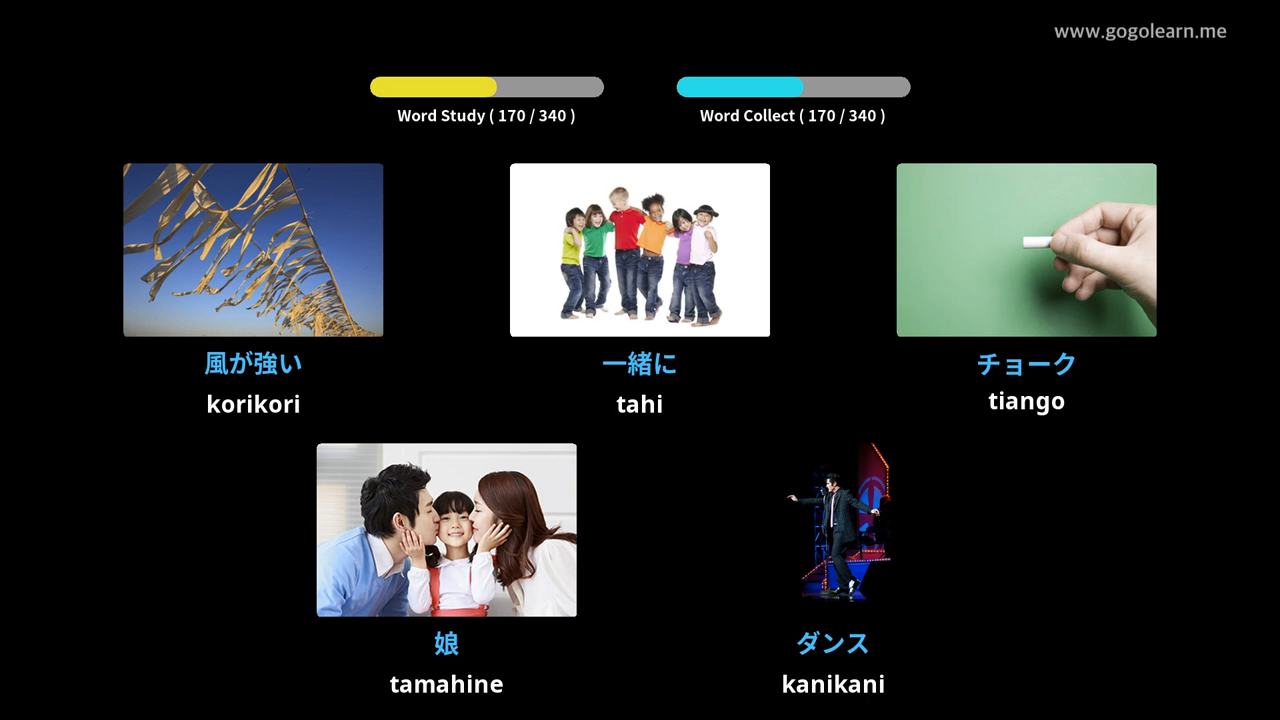 www.gogolearn.me
Word Study ( 170 / 340 )
Word Collect ( 170 / 340 )
風が強い
korikori
一緒に
tahi
チョーク
tiango
娘
tamahine
ダンス
kanikani